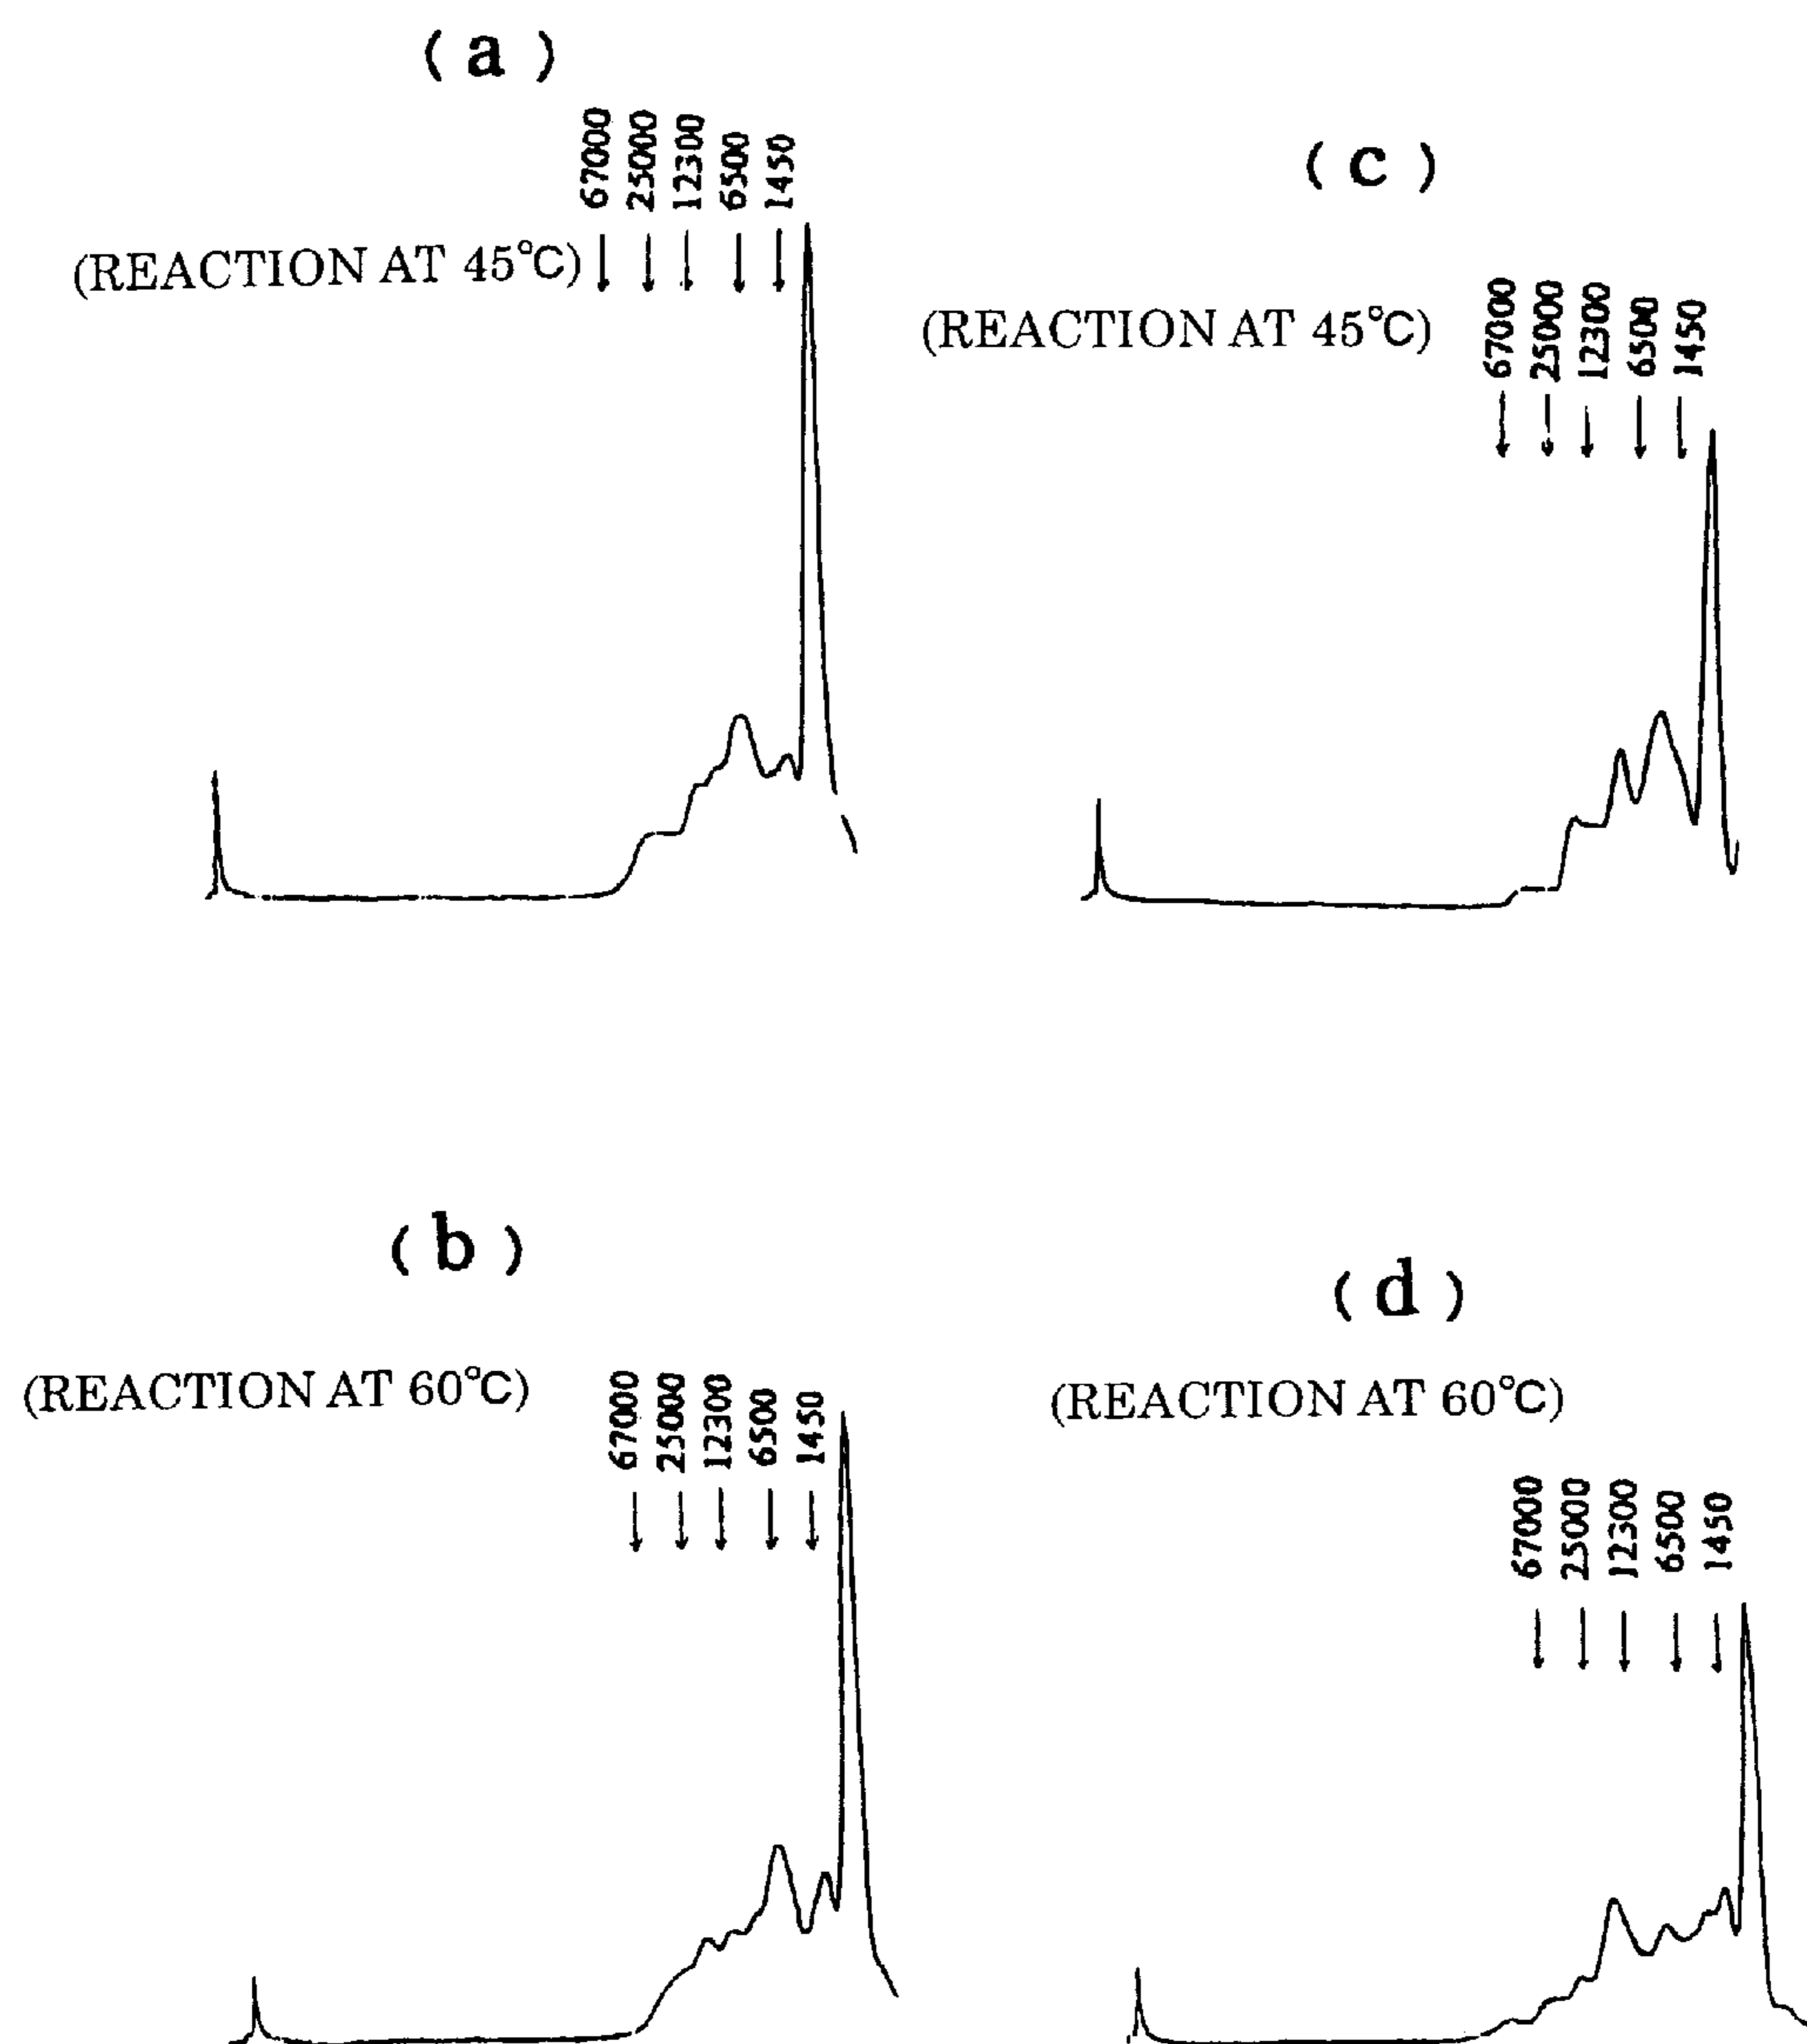 ( a )
67000
25000
12300
6500
1450
(REACTION AT 45℃)
( c )
67000
25000
12300
6500
1450
(REACTION AT 45℃)
( b )
67000
25000
12300
6500
1450
(REACTION AT 60℃)
( d )
(REACTION AT 60℃)
67000
25000
12300
6500
1450